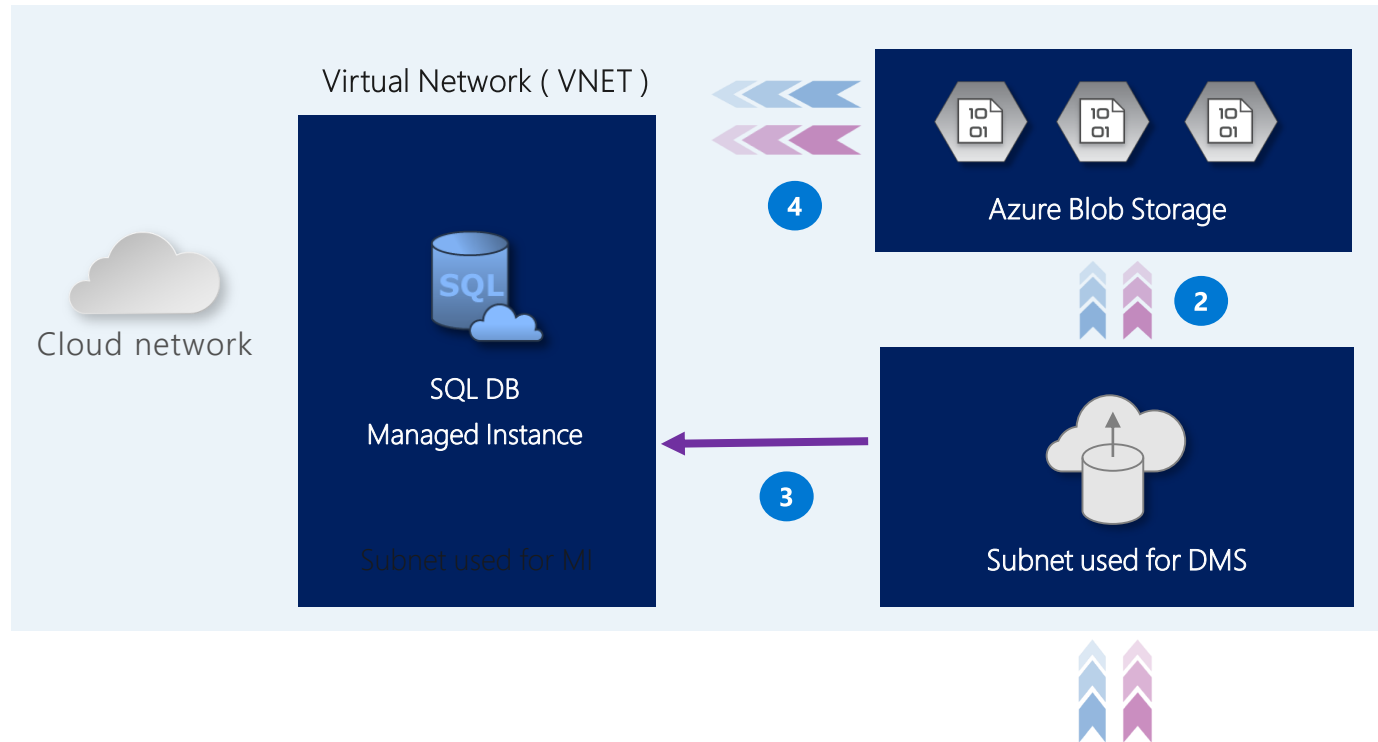 Virtual Network ( VNET )
10
01
10
01
10
01
Azure Blob Storage
4
2
SQL
Cloud network
SQL DB
Managed Instance
3
Subnet used for MI
Subnet used for DMS